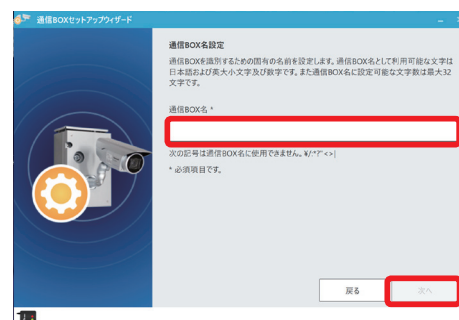 通信BOXセットアップウィザード
通信BOX名設定
通信BOXを識別するための固有の名前を設定します。通信BOX名として利用可能な文字は
日本語および英大小文字及び数字です。また通信BOX名に設定可能な文字数は最大32
文字です。
通信BOX名 *
次の記号は通信BOX名に使用できません。¥/:*?"<>|
* 必須項目です。
戻る
次へ